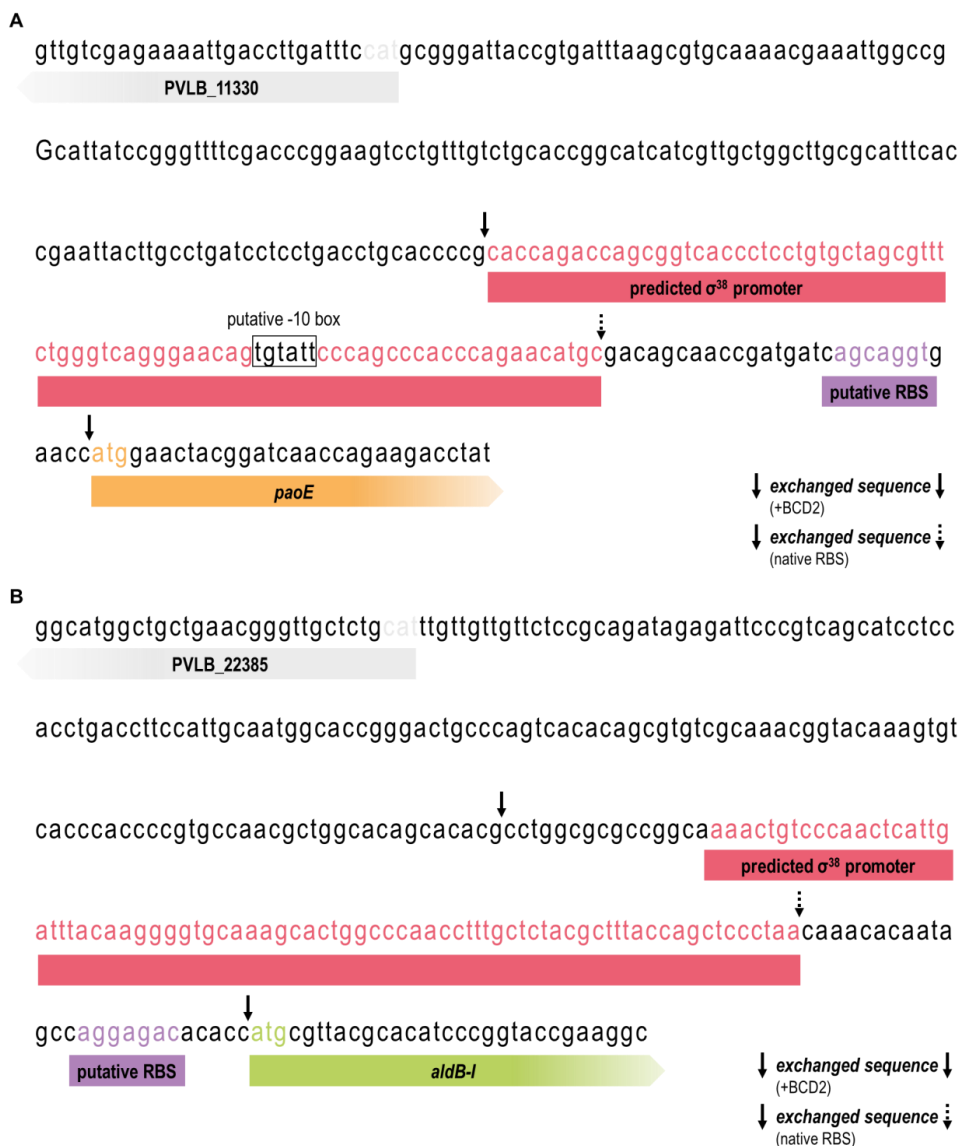 A
gttgtcgagaaaattgaccttgatttccatgcgggattaccgtgatttaagcgtgcaaaacgaaattggccg
PVLB_11330
Gcattatccgggttttcgacccggaagtcctgtttgtctgcaccggcatcatcgttgctggcttgcgcatttcac
cgaattacttgcctgatcctcctgacctgcaccccgcaccagaccagcggtcaccctcctgtgctagcgttt
predicted σ³⁸ promoter
putative -10 box
ctgggtcagggaacagtgtattcccagcccacccagaacatgcgacagcaaccgatgatcagcaggtg
putative RBS
aaccatggaactacggatcaaccagaagacctat
paoE
exchanged sequence
(+BCD2)
exchanged sequence
(native RBS)
B
ggcatggctgctgaacgggttgctctgcatttgttgttgttctccgcagatagagattcccgtcagcatcctcc
PVLB_22385
acctgaccttccattgcaatggcaccgggactgcccagtcacacagcgtgtcgcaaacggtacaaagtgt
cacccaccccgtgccaacgctggcacagcacacgcctggcgcgccggcaaaactgtcccaactcattg
predicted σ³⁸ promoter
atttacaaggggtgcaaagcactggcccaacctttgctctacgctttaccagctccctaacaaacacaata
gccaggagacacaccatgcgttacgcacatcccggtaccgaaggc
putative RBS
aldB-I
exchanged sequence
(+BCD2)
exchanged sequence
(native RBS)